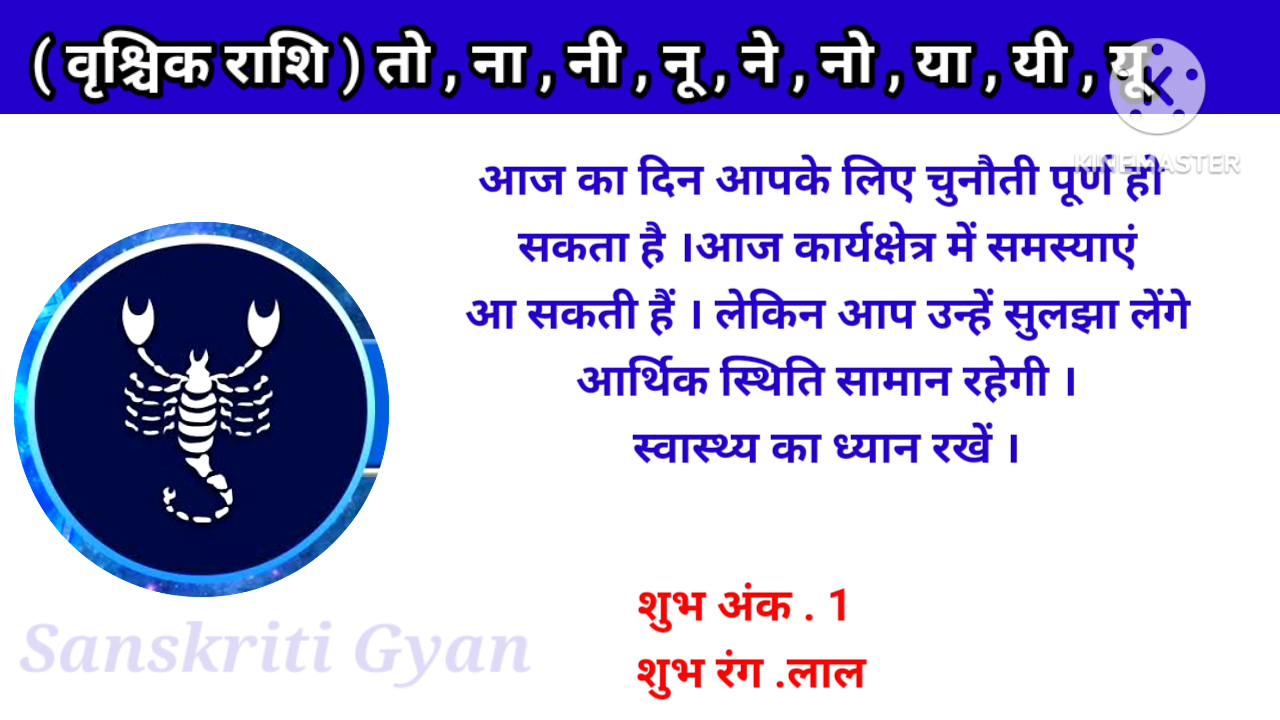 ( वृश्चिक राशि ) तो , ना , नी , नू , ने , नो , या , यी , यू
KINEMASTER
आज का दिन आपके लिए चुनौती पूर्ण हो
सकता है ।आज कार्यक्षेत्र में समस्याएं
आ सकती हैं । लेकिन आप उन्हें सुलझा लेंगे
आर्थिक स्थिति सामान रहेगी ।
स्वास्थ्य का ध्यान रखें ।
शुभ अंक . 1
शुभ रंग .लाल
Sanskriti Gyan